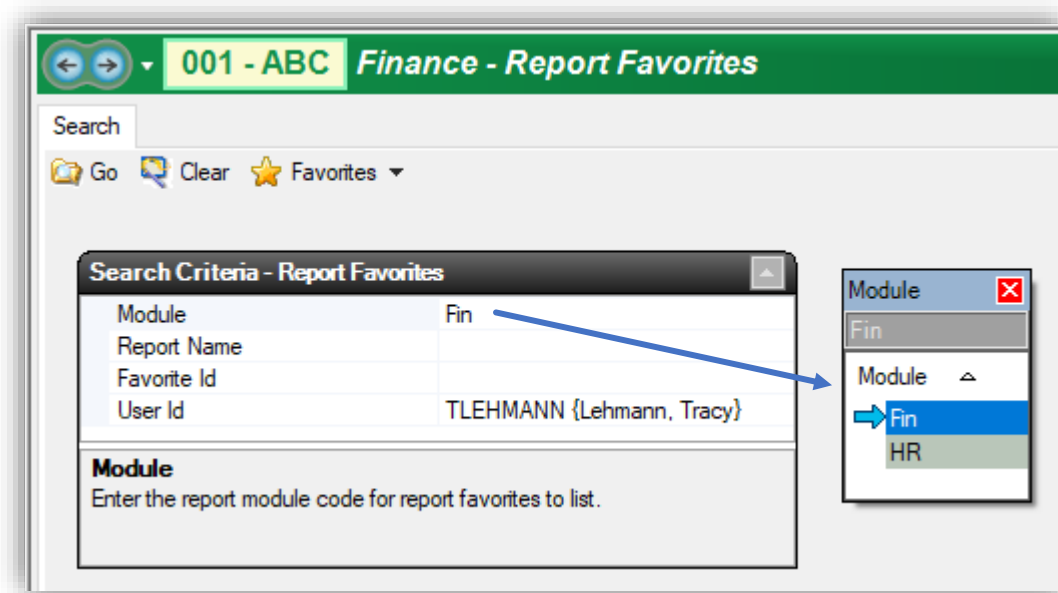 001 - ABC Finance - Report Favorites
Search
Go Clear Favorites
Search Criteria - Report Favorites
Module Fin
Report Name
Favorite Id
User Id TLEHMANN {Lehmann, Tracy}
Module
Enter the report module code for report favorites to list.
Module
Fin
Module
Fin
HR